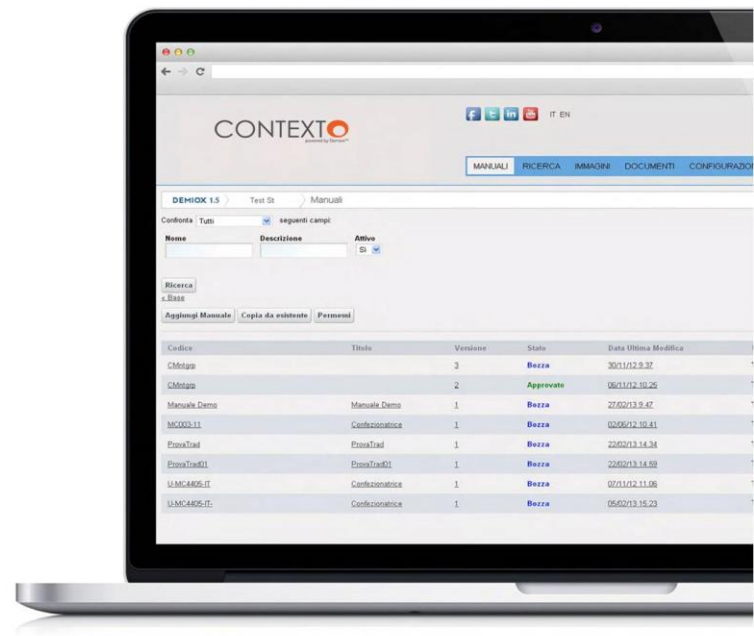 CONTEXTO
powered by Demiox™
IT EN
MANUALI RICERCA IMMAGINI DOCUMENTI CONFIGURAZIO
DEMIOX 1.5 Test St Manuali
Confronta Tutti seguenti campi:
Nome Descrizione Attivo
Sì
Ricerca
« Base
Aggiungi Manuale Copia da esistente Permessi
Codice Titolo Versione Stato Data Ultima Modifica
CMntgrp 3 Bozza 30/11/12 9.37
CMntgrp 2 Approvato 06/11/12 10.25
Manuale Demo Manuale Demo 1 Bozza 27/02/13 9.47
MC003-11 Confezionatrice 1 Bozza 02/06/12 10.41
ProvaTrad ProvaTrad 1 Bozza 22/02/13 14.34
ProvaTrad01 ProvaTrad01 1 Bozza 22/02/13 14.59
U-MC4405-IT Confezionatrice 1 Bozza 07/11/12 11.06
U-MC4405-IT- Confezionatrice 1 Bozza 05/02/13 15.23